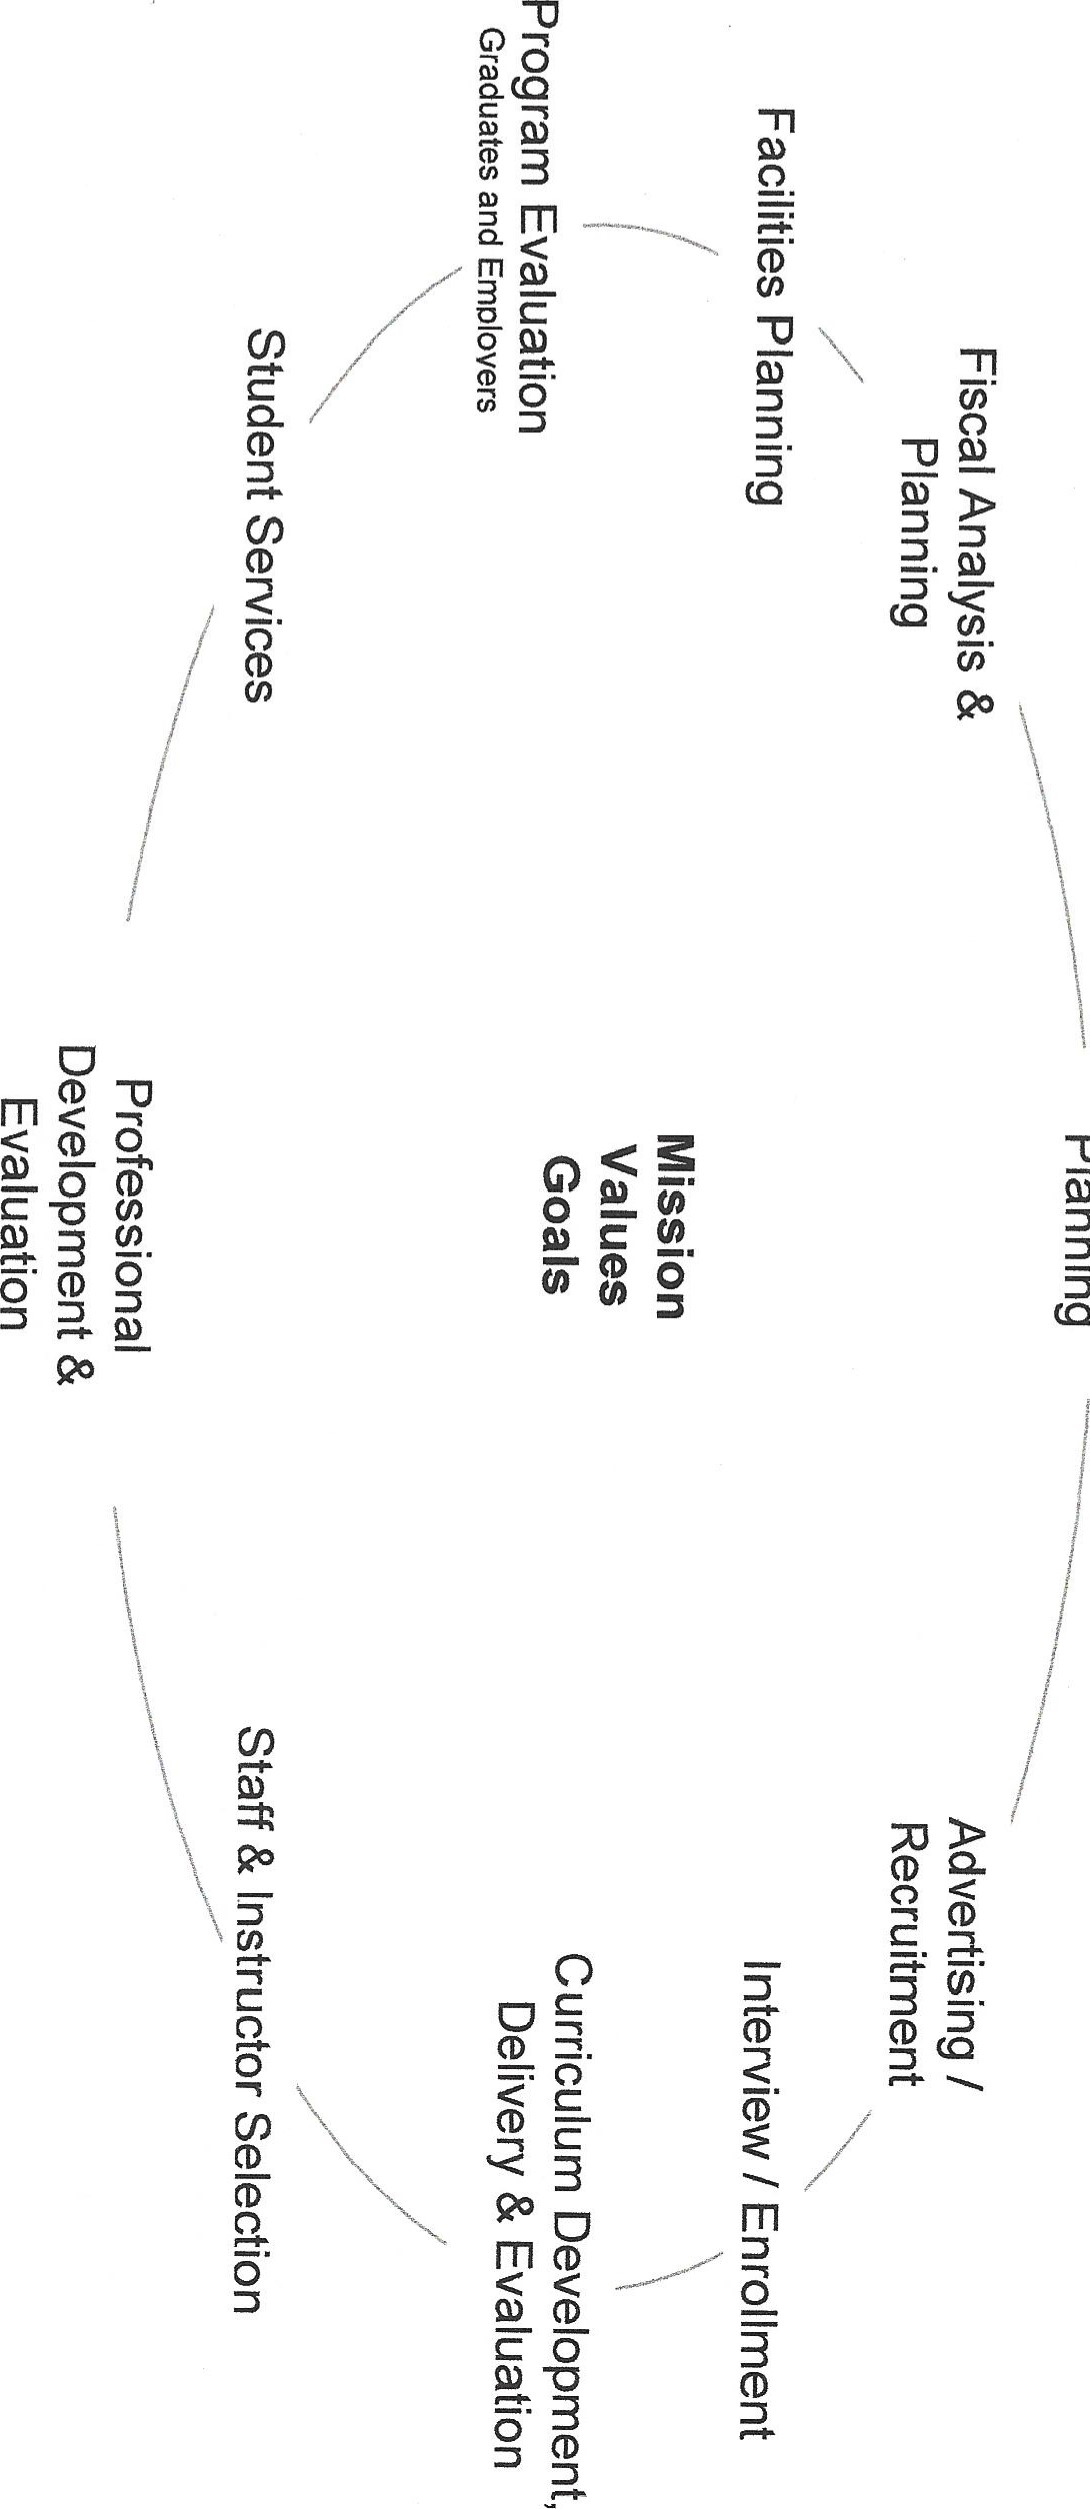 Planning
Fiscal Analysis &
Planning
Advertising /
Recruitment
Facilities Planning
Interview / Enrollment
Mission
Values
Goals
Program Evaluation
Graduates and Employers
Curriculum Development,
Delivery & Evaluation
Student Services
Staff & Instructor Selection
Professional
Development &
Evaluation